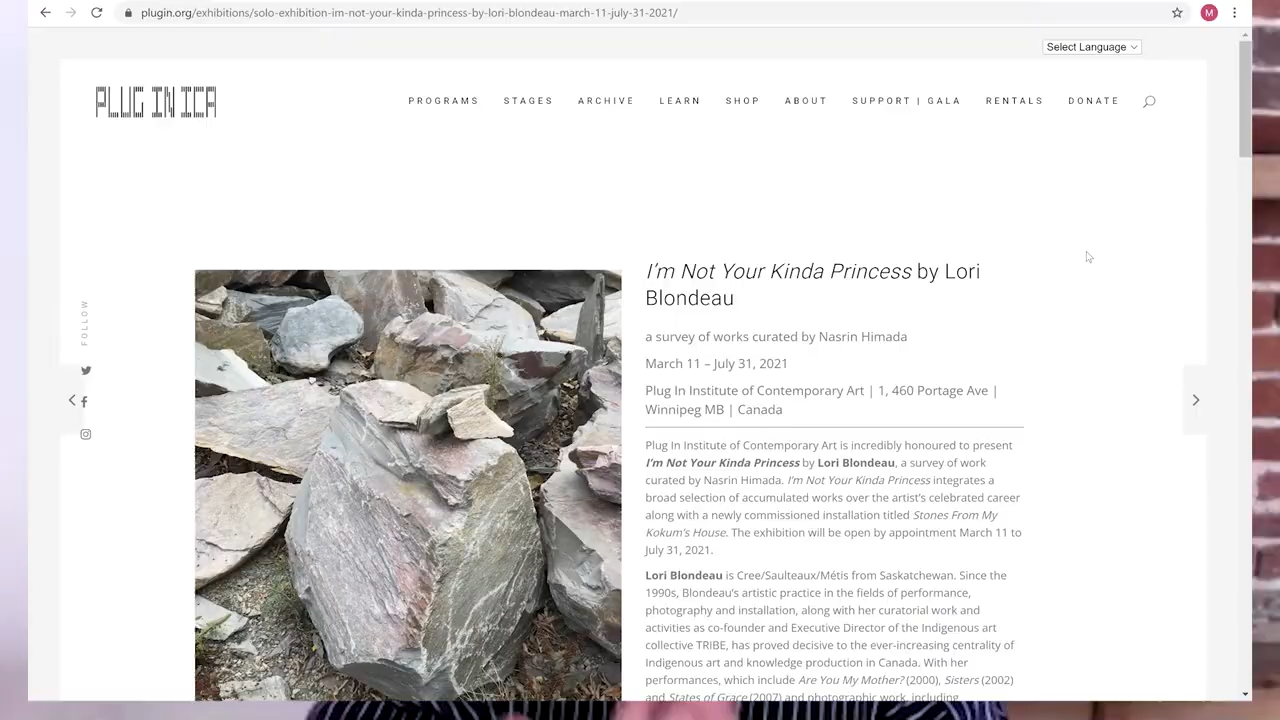 plugin.org/exhibitions/solo-exhibition-im-not-your-kinda-princess-by-lori-blondeau-march-11-july-31-2021/
M
Select Language
PLUG IN ICA
PROGRAMS STAGES ARCHIVE LEARN SHOP ABOUT SUPPORT | GALA RENTALS DONATE
FOLLOW
I'm Not Your Kinda Princess by Lori
Blondeau
a survey of works curated by Nasrin Himada
March 11 – July 31, 2021
Plug In Institute of Contemporary Art | 1, 460 Portage Ave |
Winnipeg MB | Canada
Plug In Institute of Contemporary Art is incredibly honoured to present
I'm Not Your Kinda Princess by Lori Blondeau, a survey of work
curated by Nasrin Himada. I'm Not Your Kinda Princess integrates a
broad selection of accumulated works over the artist's celebrated career
along with a newly commissioned installation titled Stones From My
Kokum's House. The exhibition will be open by appointment March 11 to
July 31, 2021.
Lori Blondeau is Cree/Saulteaux/Métis from Saskatchewan. Since the
1990s, Blondeau's artistic practice in the fields of performance,
photography and installation, along with her curatorial work and
activities as co-founder and Executive Director of the Indigenous art
collective TRIBE, has proved decisive to the ever-increasing centrality of
Indigenous art and knowledge production in Canada. With her
performances, which include Are You My Mother? (2000), Sisters (2002)
and States of Grace (2007) and photographic work, including